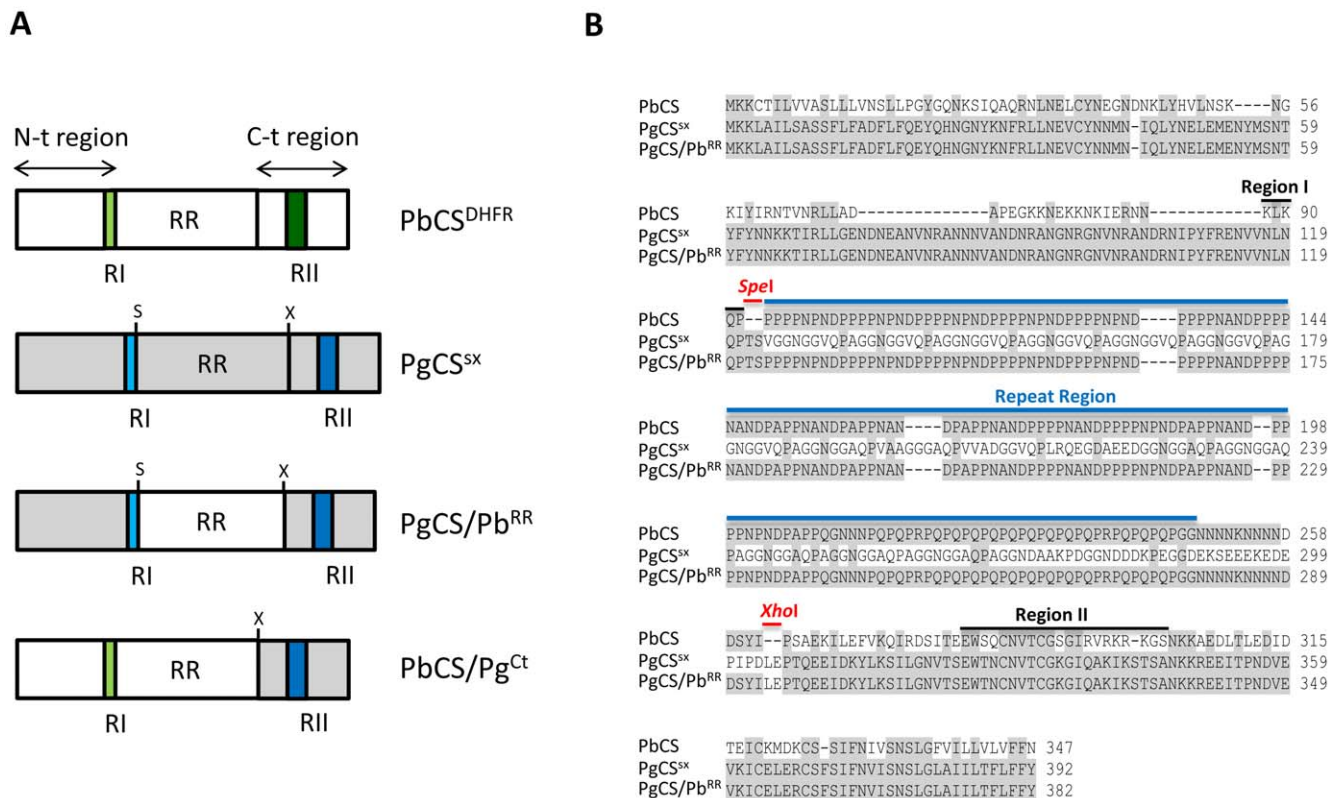 A
B
N-t region
C-t region
RR
PbCS^DHFR
RI
RII
S
X
RR
PgCS^sx
RI
RII
S
X
RR
PgCS/Pb^RR
RI
RII
X
RR
PbCS/Pg^Ct
RI
RII
PbCS MKKCTILVVASLLLVNSLLPGYGQNKSIQAQRNLNELCYNEGNDNKLYHVLNSK----NG 56
PgCS^sx MKKLAILSASSFLFADFLFQEYQHNGNYKNFRLLNEVCYNNMN-IQLYNELEMENYMSNT 59
PgCS/Pb^RR MKKLAILSASSFLFADFLFQEYQHNGNYKNFRLLNEVCYNNMN-IQLYNELEMENYMSNT 59
Region I
PbCS KIYIRNTVNRLLAD--------------APEGKKNEKKNKIERNN------------KLK 90
PgCS^sx YFYNNKKTIRLLGENDNEANVNRANNNVANDNRANGNRGNVNRANDRNIPYFRENVVNLN 119
PgCS/Pb^RR YFYNNKKTIRLLGENDNEANVNRANNNVANDNRANGNRGNVNRANDRNIPYFRENVVNLN 119
SpeI
PbCS QP--PPPPNPNDPPPPNPNDPPPPNPNDPPPPNPNDPPPPNPND----PPPPNANDPPPP 144
PgCS^sx QPTSVGGNGGVQPAGGNGGVQPAGGNGGVQPAGGNGGVQPAGGNGGVQPAGGNGGVQPAG 179
PgCS/Pb^RR QPTSPPPPNPNDPPPPNPNDPPPPNPNDPPPPNPNDPPPPNPND----PPPPNANDPPPP 175
Repeat Region
PbCS NANDPAPPNANDPAPPNAN----DPAPPNANDPPPPNANDPPPPNPNDPAPPNAND--PP 198
PgCS^sx GNGGVQPAGGNGGAQPVAAGGGAQPVVADGGVQPLRQEGDAEEDGGNGGAQPAGGNGGAQ 239
PgCS/Pb^RR NANDPAPPNANDPAPPNAN----DPAPPNANDPPPPNANDPPPPNPNDPAPPNAND--PP 229
PbCS PPNPNDPAPPQGNNNPQPQPRPQPQPQPQPQPQPQPQPQPRPQPQPQPGGNNNNKNNNND 258
PgCS^sx PAGGNGGAQPAGGNGGAQPAGGNGGAQPAGGNDAAKPDGGNDDDKPEGGDEKSEEEKEDE 299
PgCS/Pb^RR PPNPNDPAPPQGNNNPQPQPRPQPQPQPQPQPQPQPQPQPRPQPQPQPGGNNNNKNNNND 289
XhoI
Region II
PbCS DSYI--PSAEKILEFVKQIRDSITEEWSQCNVTCGSGIRVRKR-KGSNKKAEDLTLEDID 315
PgCS^sx PIPDLEPTQEEIDKYLKSILGNVTSEWTNCNVTCGKGIQAKIKSTSANKKREEITPNDVE 359
PgCS/Pb^RR DSYILEPTQEEIDKYLKSILGNVTSEWTNCNVTCGKGIQAKIKSTSANKKREEITPNDVE 349
PbCS TEICKMDKCS-SIFNIVSNSLGFVILLVLVFFN 347
PgCS^sx VKICELERCSFSIFNVISNSLGLAIILTFLFFY 392
PgCS/Pb^RR VKICELERCSFSIFNVISNSLGLAIILTFLFFY 382